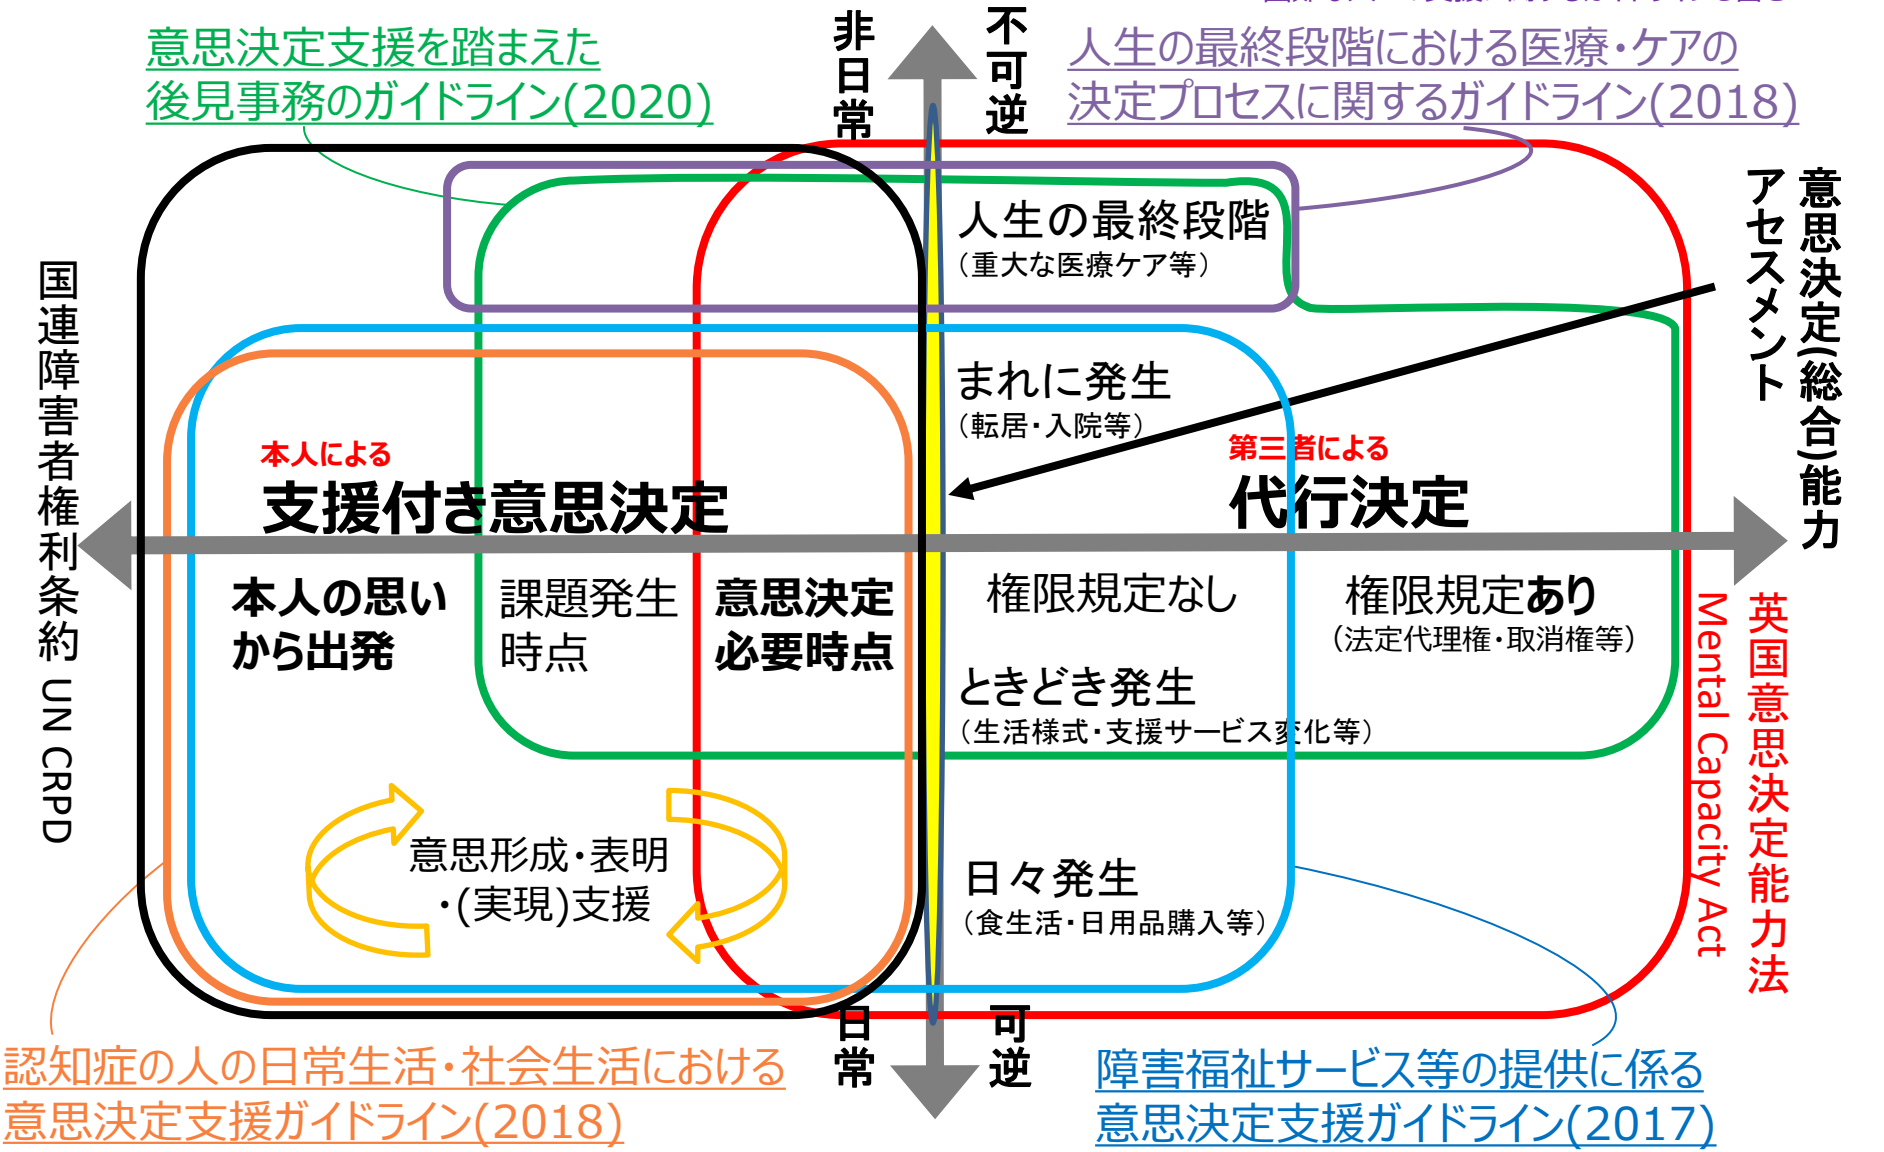 意思決定支援を踏まえた
後見事務のガイドライン(2020)
非日常
不可逆
人生の最終段階における医療・ケアの
決定プロセスに関するガイドライン(2018)
意思決定(総合)能力
アセスメント
国連障害者権利条約 UN CRPD
人生の最終段階
(重大な医療ケア等)
まれに発生
(転居・入院等)
本人による
支援付き意思決定
第三者による
代行決定
本人の思い
から出発
課題発生
時点
意思決定
必要時点
権限規定なし
権限規定あり
(法定代理権・取消権等)
ときどき発生
(生活様式・支援サービス変化等)
意思形成・表明
・(実現)支援
日々発生
(食生活・日用品購入等)
英国意思決定能力法
Mental Capacity Act
日常
可逆
認知症の人の日常生活・社会生活における
意思決定支援ガイドライン(2018)
障害福祉サービス等の提供に係る
意思決定支援ガイドライン(2017)